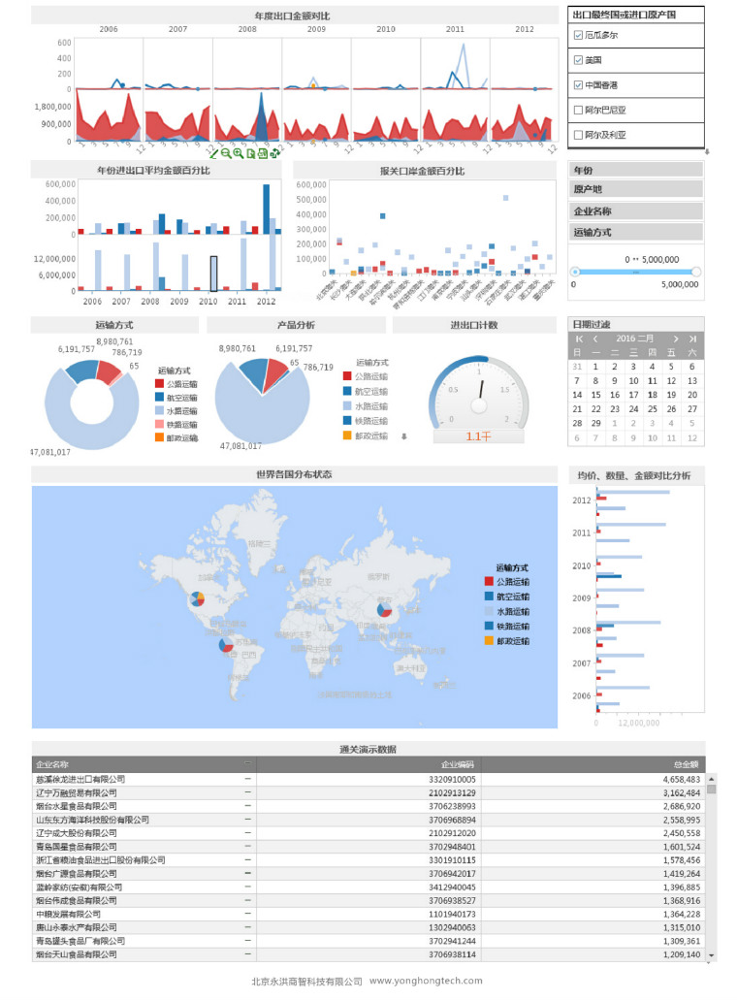 年度出口金额对比
2006 2007 2008 2009 2010 2011 2012
600
400
200
0
1,800,000
900,000
0
出口最终国或进口原产国
厄瓜多尔
美国
中国香港
阿尔巴尼亚
阿尔及利亚
年份进出口平均金额百分比
600,000
400,000
200,000
0
12,000,000
6,000,000
0
2006 2007 2008 2009 2010 2011 2012
报关口岸金额百分比
600,000
500,000
400,000
300,000
200,000
100,000
0
年份
原产地
企业名称
运输方式
0 ↔ 5,000,000
0 5,000,000
运输方式
8,980,761
6,191,757
786,719
65
47,081,017
运输方式
公路运输
航空运输
水路运输
铁路运输
邮政运输
产品分析
8,980,761
6,191,757
65
786,719
47,081,017
运输方式
公路运输
航空运输
水路运输
铁路运输
邮政运输
进出口计数
0 0.5 1 1.5 2
1.1千
日期过滤
2016 二月
日 一 二 三 四 五 六
31 1 2 3 4 5 6
7 8 9 10 11 12 13
14 15 16 17 18 19 20
21 22 23 24 25 26 27
28 29 1 2 3 4 5
6 7 8 9 10 11 12
世界各国分布状态
格陵兰
俄罗斯
巴西
澳大利亚
运输方式
公路运输
航空运输
水路运输
铁路运输
邮政运输
均价、数量、金额对比分析
2012
2011
2010
2009
2008
2007
2006
0 12,000,000
通关演示数据
企业名称 企业编码 总金额
慈溪徐龙进出口有限公司 3320910005 4,658,483
辽宁万融贸易有限公司 2102913129 3,162,484
烟台水星食品有限公司 3706238993 2,686,920
山东东方海洋科技股份有限公司 3706968894 2,558,995
辽宁成大股份有限公司 2102912020 2,450,558
青岛国星食品有限公司 3702948401 1,601,524
浙江省粮油食品进出口股份有限公司 3301910115 1,578,456
烟台广源食品有限公司 3706942017 1,419,264
蓝岭家纺(安徽)有限公司 3412940045 1,396,885
烟台伟成食品有限公司 3706938527 1,368,916
中粮发展有限公司 1101940173 1,364,228
唐山永泰水产有限公司 1302940063 1,315,010
青岛罐头食品厂有限公司 3702941244 1,309,361
烟台天山食品有限公司 3706938114 1,209,140
北京永洪商智科技有限公司 www.yonghongtech.com